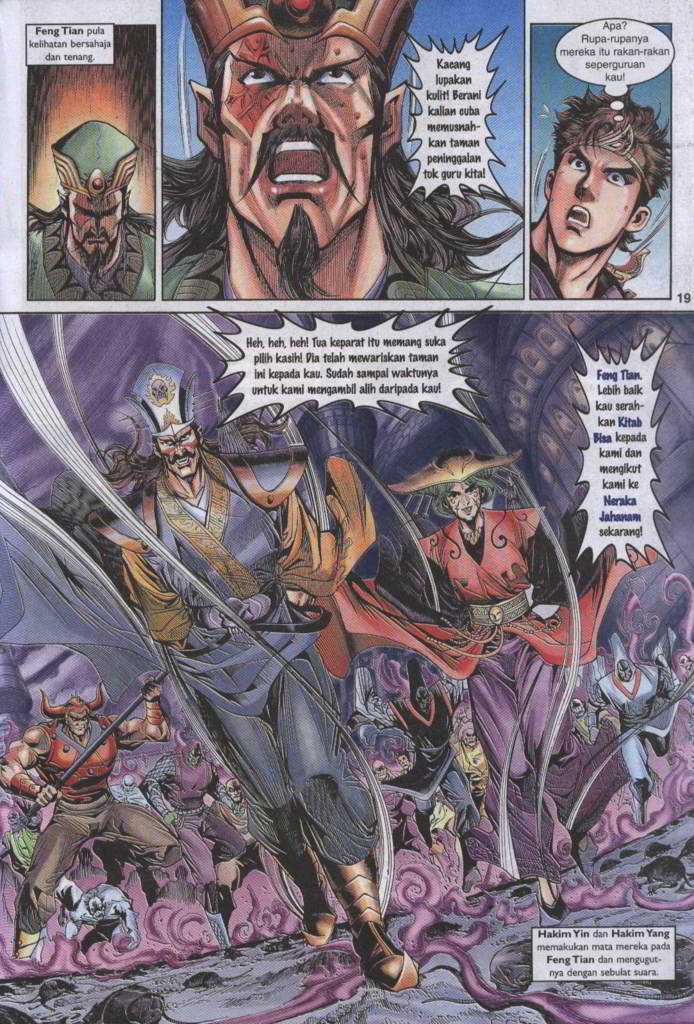 Feng Tian pula
kelihatan bersahaja
dan tenang.
Kacang
lupakan
kulit! Berani
kalian cuba
memusnah-
kan taman
peninggalan
tok guru kita!
Apa?
Rupa-rupanya
mereka itu rakan-rakan
seperguruan
kau!
19
Heh, heh, heh! Tua keparat itu memang suka
pilih kasih! Dia telah mewariskan taman
ini kepada kau. Sudah sampai waktunya
untuk kami mengambil alih daripada kau!
Feng Tian.
Lebih baik
kau serah-
kan Kitab
Bisa kepada
kami dan
mengikut
kami ke
Neraka
Jahanam
sekarang!
Hakim Yin dan Hakim Yang
memakukan mata mereka pada
Feng Tian dan mengugut-
nya dengan sebulat suara.